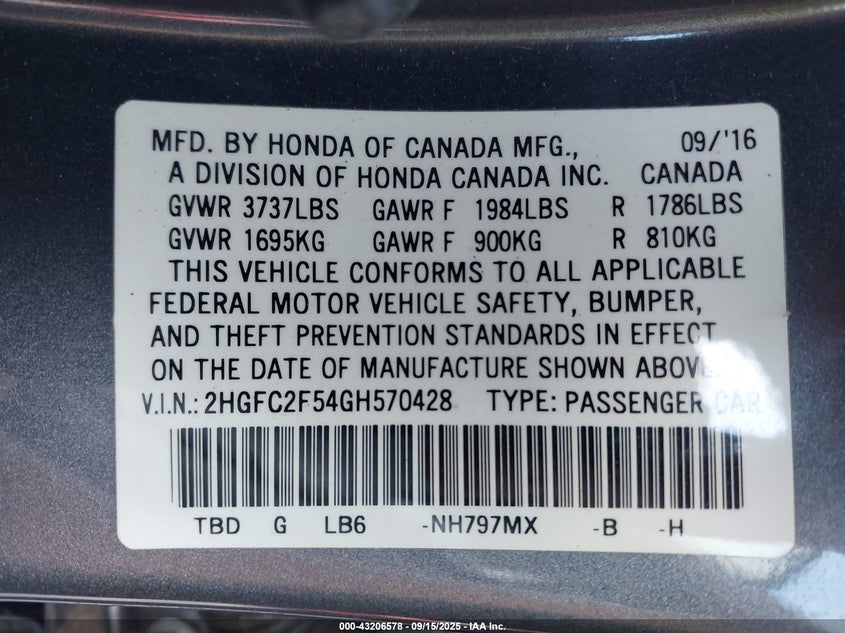 MFD. BY HONDA OF CANADA MFG., 09/'16
A DIVISION OF HONDA CANADA INC. CANADA
GVWR 3737LBS GAWR F 1984LBS R 1786LBS
GVWR 1695KG GAWR F 900KG R 810KG
THIS VEHICLE CONFORMS TO ALL APPLICABLE
FEDERAL MOTOR VEHICLE SAFETY, BUMPER,
AND THEFT PREVENTION STANDARDS IN EFFECT
ON THE DATE OF MANUFACTURE SHOWN ABOVE.
V.I.N.: 2HGFC2F54GH570428 TYPE: PASSENGER CAR
TBD G LB6 -NH797MX -B -H
000-43206578 - 09/15/2025 - IAA Inc.